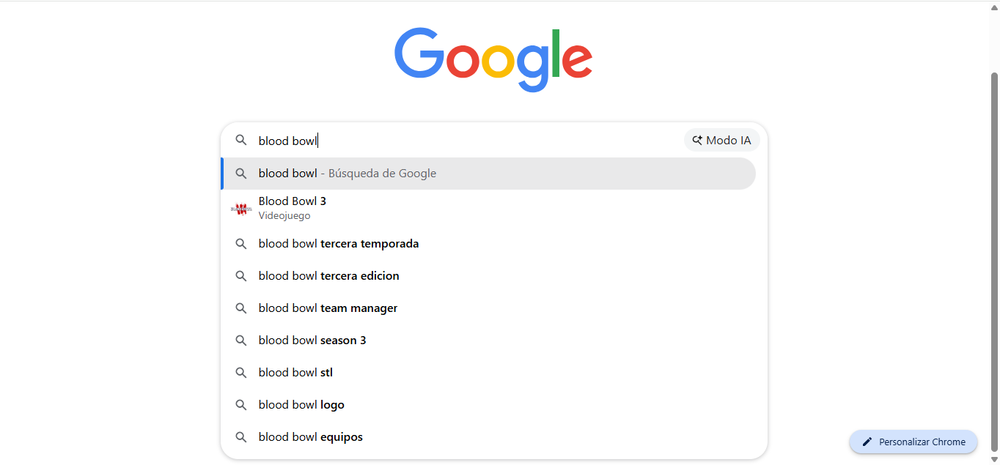 Google
blood bowl
Modo IA
blood bowl - Búsqueda de Google
Blood Bowl 3
Videojuego
blood bowl tercera temporada
blood bowl tercera edicion
blood bowl team manager
blood bowl season 3
blood bowl stl
blood bowl logo
blood bowl equipos
Personalizar Chrome